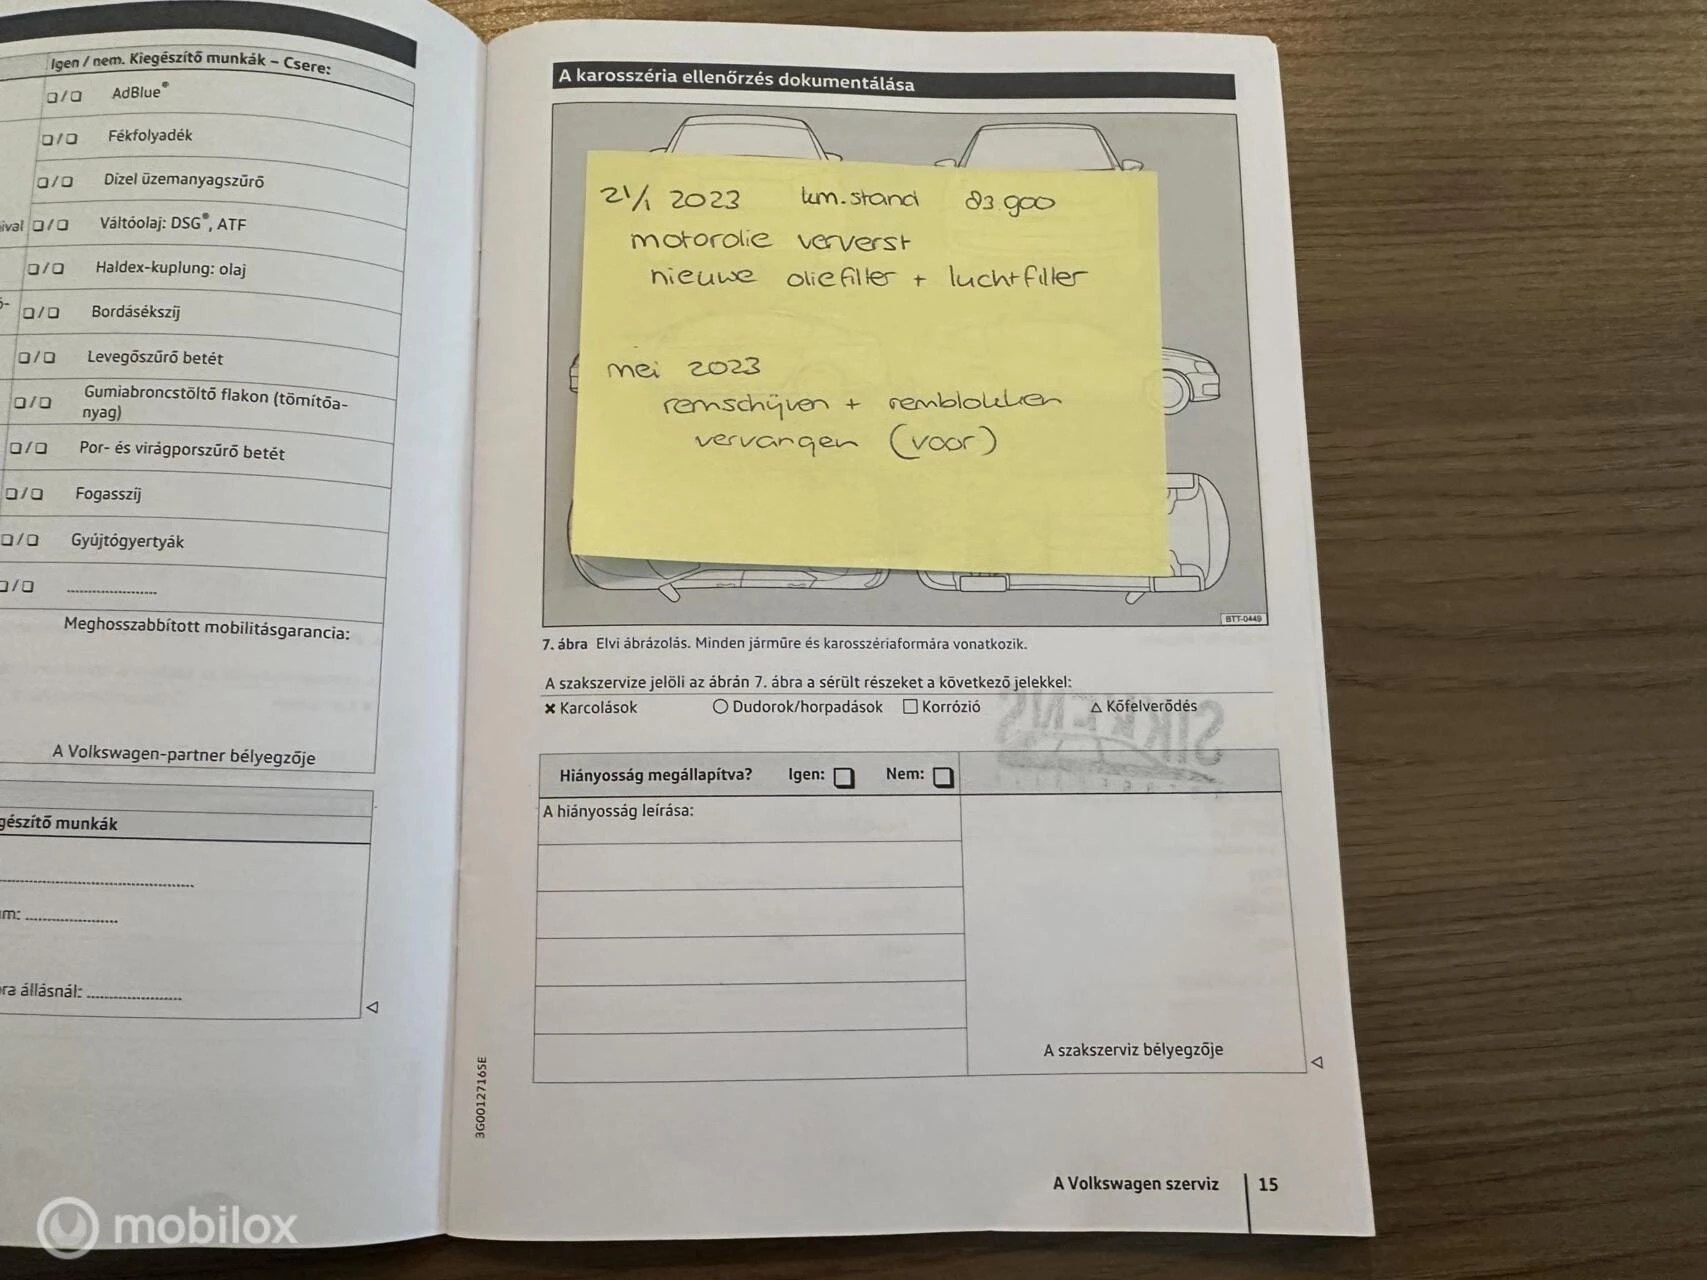 Igen / nem. Kiegészítő munkák – Csere:
❑/❑ AdBlue®
❑/❑ Fékfolyadék
❑/❑ Dízel üzemanyagszűrő
❑/❑ Váltóolaj: DSG®, ATF
❑/❑ Haldex-kuplung: olaj
❑/❑ Bordásékszíj
❑/❑ Levegőszűrő betét
❑/❑ Gumiabroncstöltő flakon (tömítőa-
nyag)
❑/❑ Por- és virágporszűrő betét
❑/❑ Fogasszíj
❑/❑ Gyújtógyertyák
❑/❑ ......................
Meghosszabbított mobilitásgarancia:
A Volkswagen-partner bélyegzője
gészítő munkák
um: ......................
ra állásnál: ......................
A karosszéria ellenőrzés dokumentálása
21/1 2023 km.stand 83.900
motorolie ververst
nieuwe oliefilter + luchtfilter
mei 2023
remschijven + remblokken
vervangen (voor)
BTT-0449
7. ábra Elvi ábrázolás. Minden járműre és karosszériaformára vonatkozik.
A szakszervize jelöli az ábrán 7. ábra a sérült részeket a következő jelekkel:
✖ Karcolások ○ Dudorok/horpadások □ Korrózió △ Kőfelverődés
SIKKENS
Hiányosság megállapítva? Igen: ❑ Nem: ❑
A hiányosság leírása:
A szakszerviz bélyegzője
3G0012716SE
A Volkswagen szerviz 15
mobilox